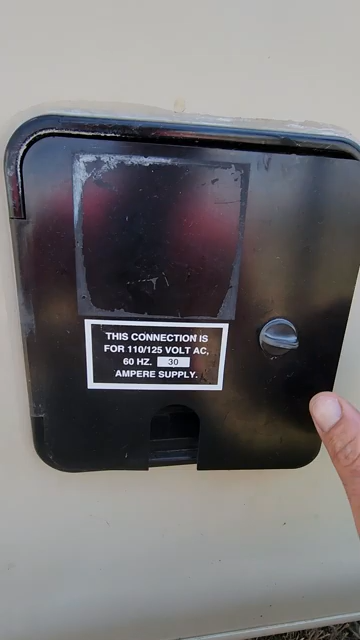 THIS CONNECTION IS
FOR 110/125 VOLT AC,
60 HZ. 30
AMPERE SUPPLY.